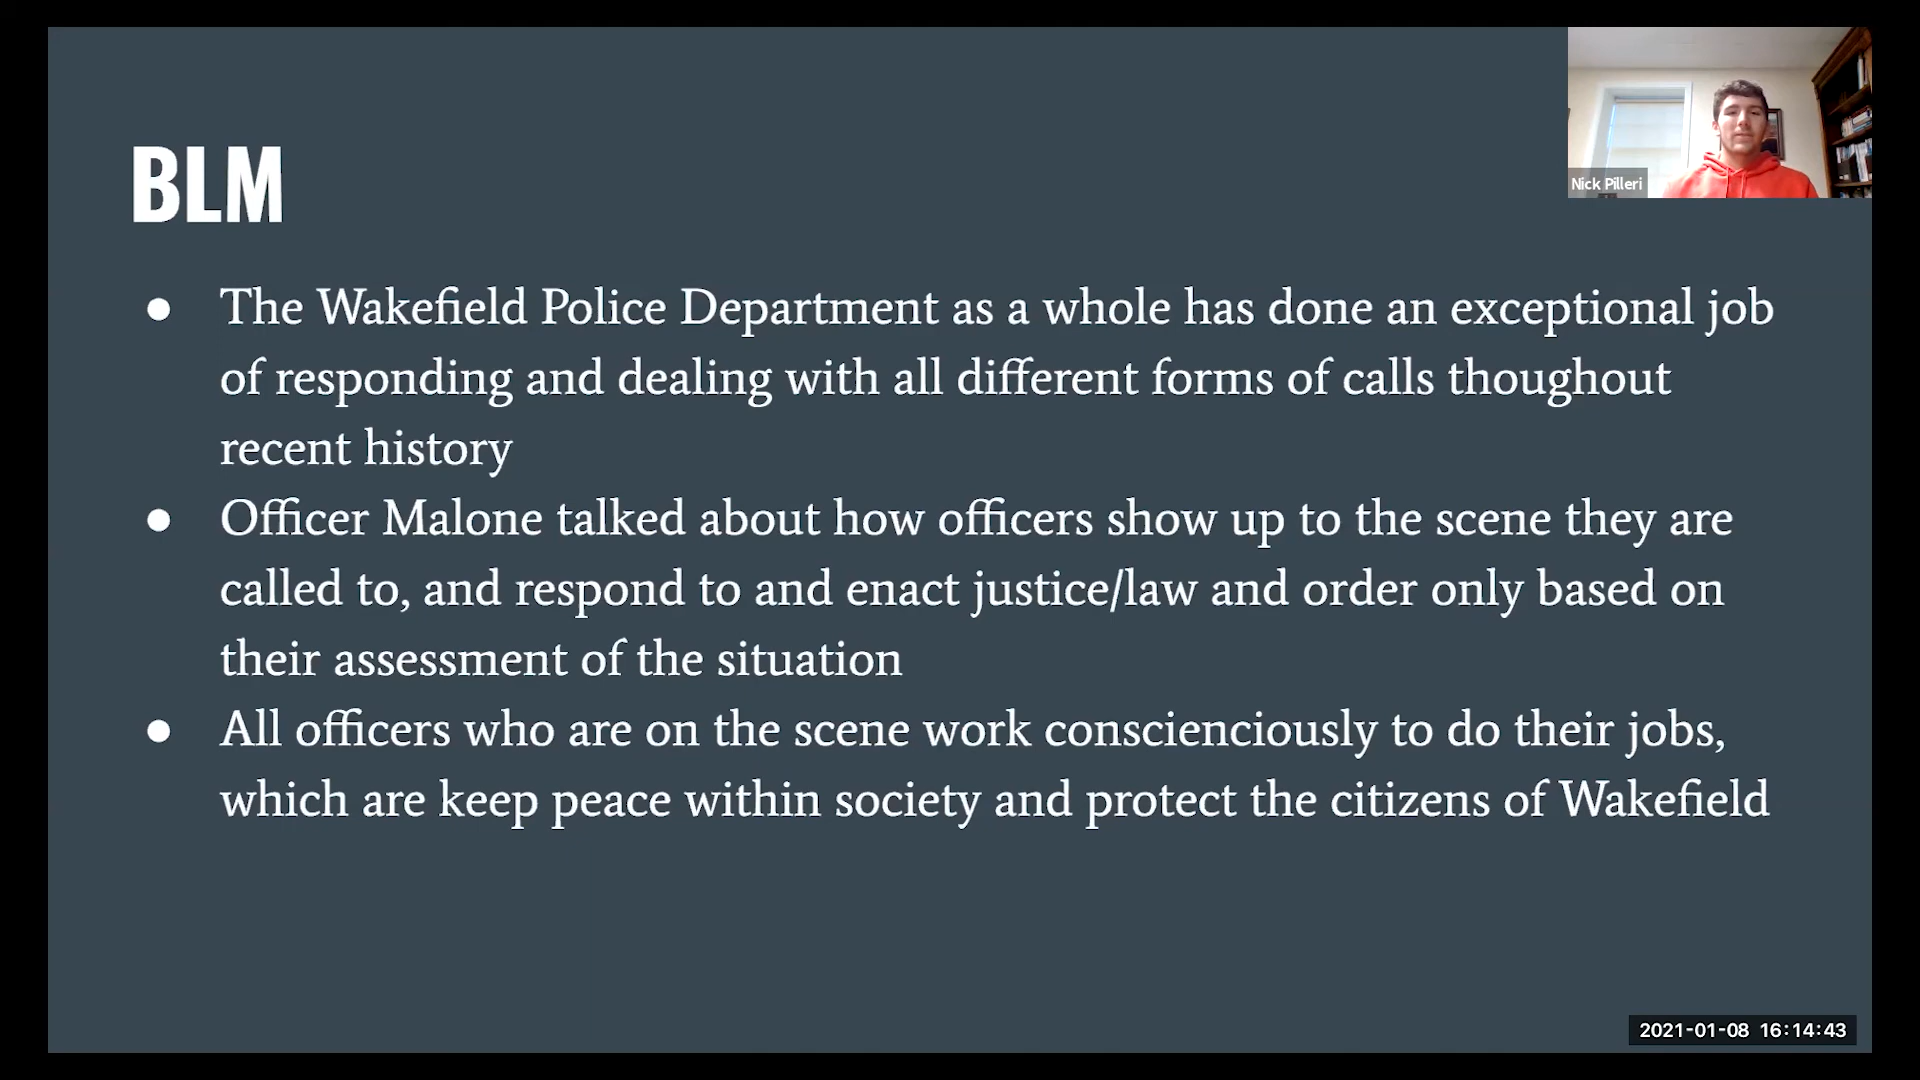 BLM
Nick Pilleri
● The Wakefield Police Department as a whole has done an exceptional job
of responding and dealing with all different forms of calls thoughout
recent history
● Officer Malone talked about how officers show up to the scene they are
called to, and respond to and enact justice/law and order only based on
their assessment of the situation
● All officers who are on the scene work conscienciously to do their jobs,
which are keep peace within society and protect the citizens of Wakefield
2021-01-08 16:14:43